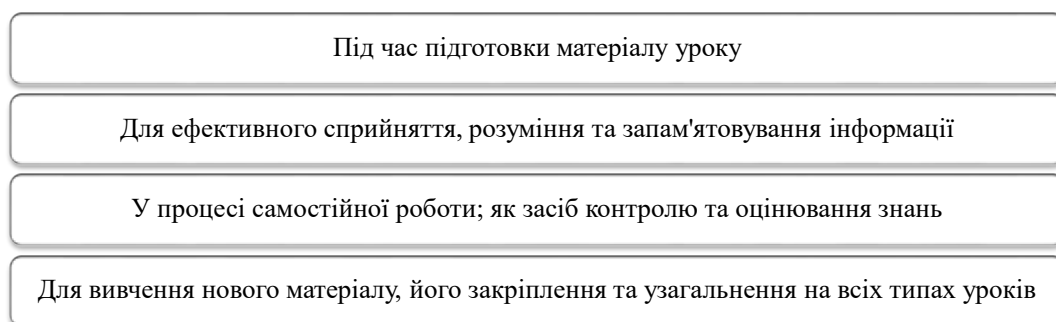 Під час підготовки матеріалу уроку
Для ефективного сприйняття, розуміння та запам'ятовування інформації
У процесі самостійної роботи; як засіб контролю та оцінювання знань
Для вивчення нового матеріалу, його закріплення та узагальнення на всіх типах уроків